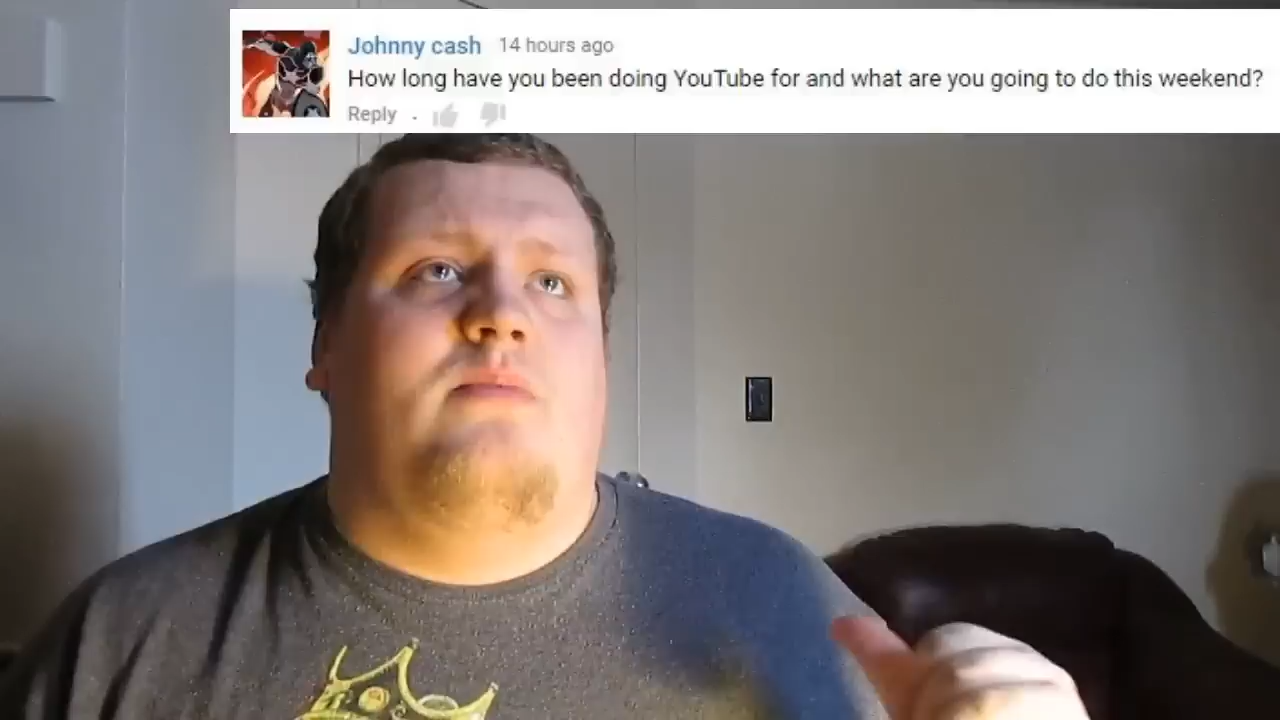 Johnny cash 14 hours ago
How long have you been doing YouTube for and what are you going to do this weekend?
Reply .